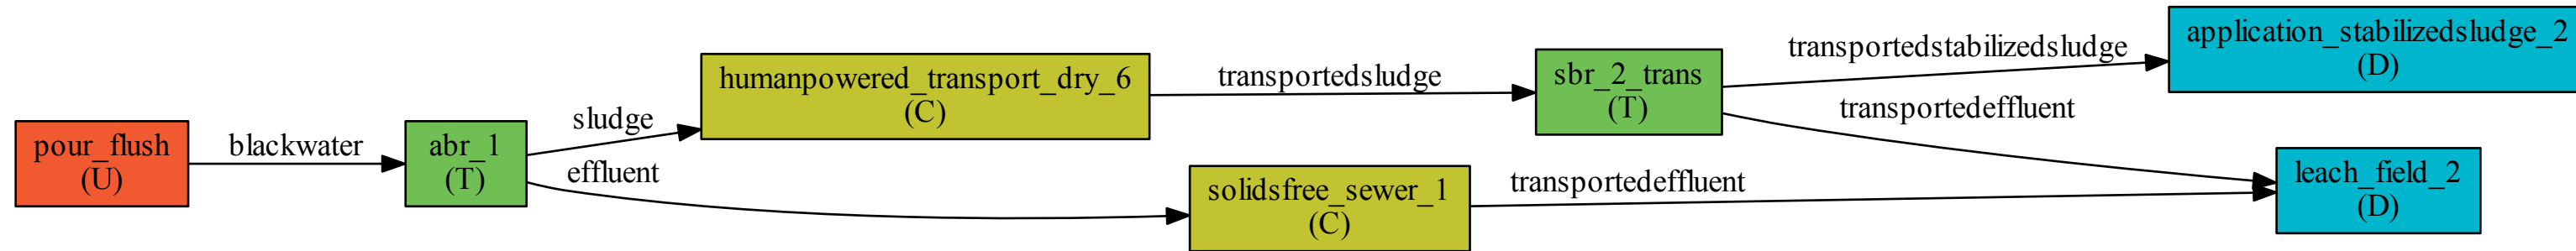 pour_flush
(U)
blackwater
abr_1
(T)
sludge
effluent
humanpowered_transport_dry_6
(C)
transportedsludge
solidsfree_sewer_1
(C)
transportedeffluent
sbr_2_trans
(T)
transportedstabilizedsludge
transportedeffluent
application_stabilizedsludge_2
(D)
leach_field_2
(D)